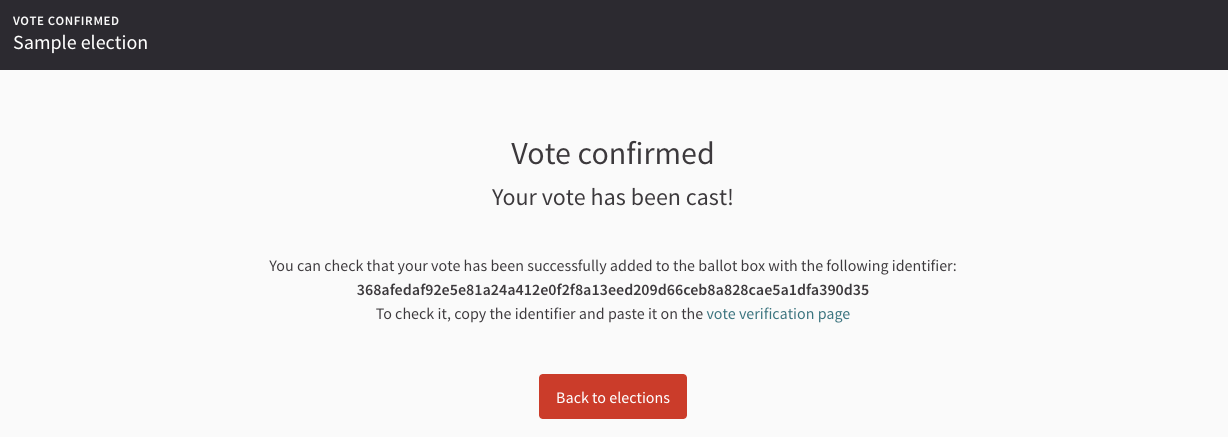 VOTE CONFIRMED
Sample election
Vote confirmed
Your vote has been cast!
You can check that your vote has been successfully added to the ballot box with the following identifier:
368afedaf92e5e81a24a412e0f2f8a13eed209d66ceb8a828cae5a1dfa390d35
To check it, copy the identifier and paste it on the vote verification page
Back to elections